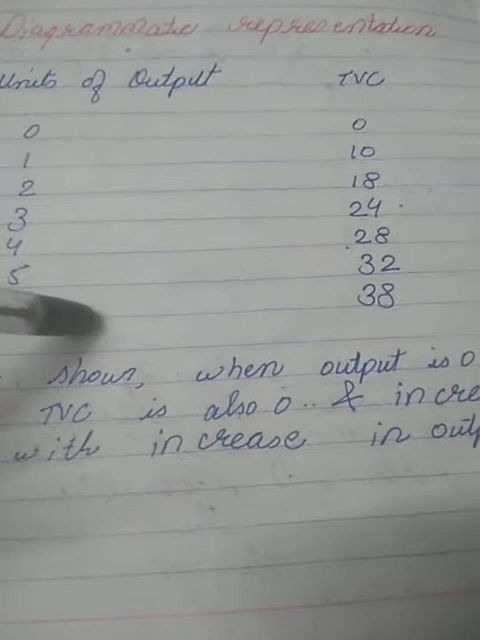 Diagrammatic representation
Units of Output TVC
0 0
1 10
2 18
3 24
4 28
5 32
38
shown, when output is 0
TVC is also 0.. & incre
with increase in outp